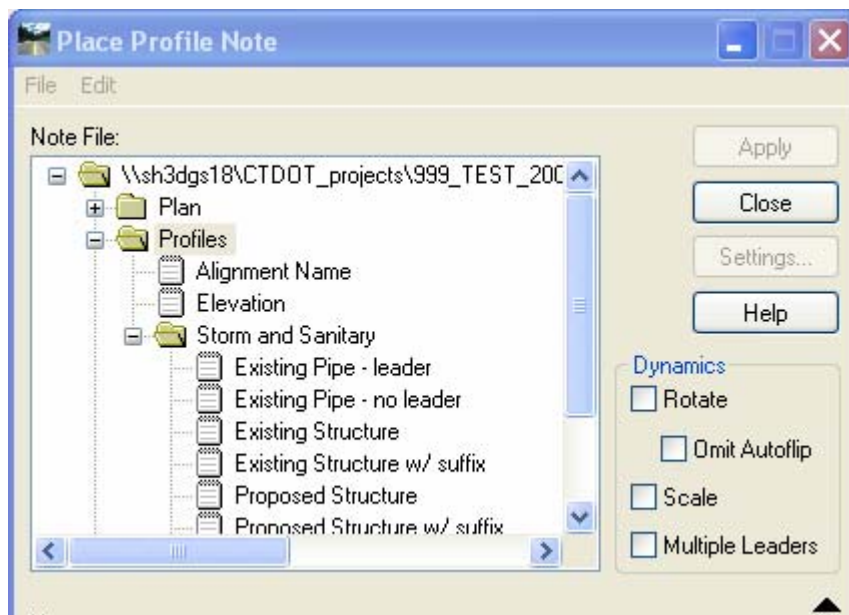 Place Profile Note
File Edit
Note File:
\\sh3dgs18\CTDOT_projects\999_TEST_200
Plan
Profiles
Alignment Name
Elevation
Storm and Sanitary
Existing Pipe - leader
Existing Pipe - no leader
Existing Structure
Existing Structure w/ suffix
Proposed Structure
Proposed Structure w/ suffix
Apply
Close
Settings...
Help
Dynamics
Rotate
Omit Autoflip
Scale
Multiple Leaders